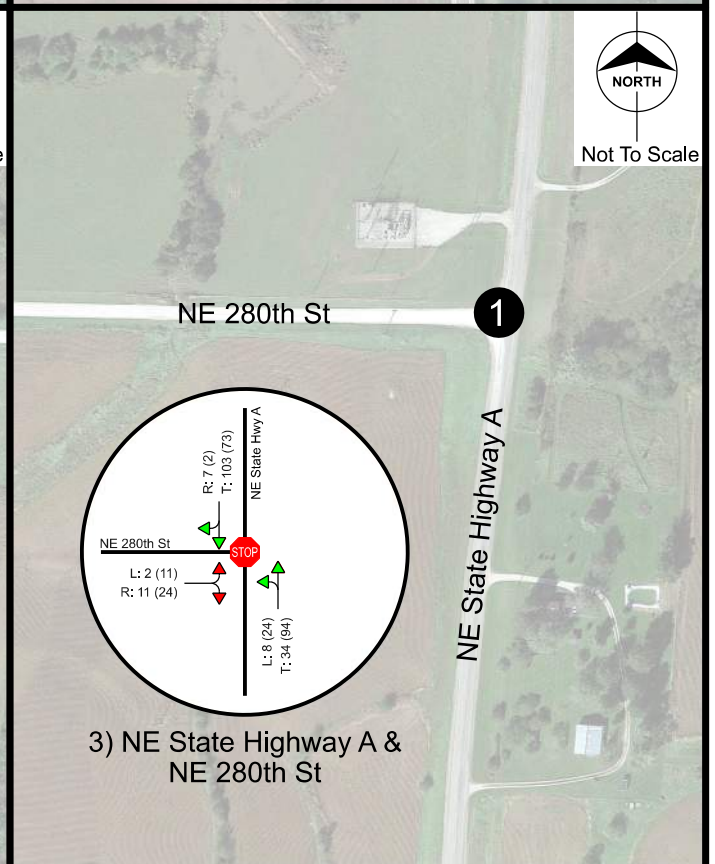 e
NORTH
Not To Scale
NE 280th St
1
NE State Highway A
NE State Hwy A
R: 7 (2)
T: 103 (73)
NE 280th St
STOP
L: 2 (11)
R: 11 (24)
L: 8 (24)
T: 34 (94)
3) NE State Highway A &
NE 280th St